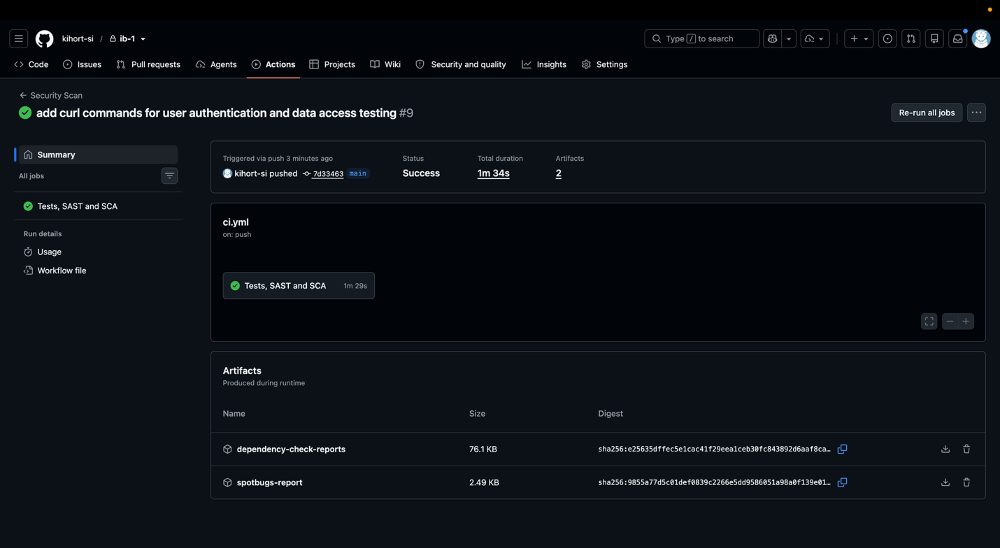 kihort-si / ib-1
Type / to search
Code Issues Pull requests Agents Actions Projects Wiki Security and quality Insights Settings
Security Scan
add curl commands for user authentication and data access testing #9
Re-run all jobs
Summary
All jobs
Tests, SAST and SCA
Run details
Usage
Workflow file
Triggered via push 3 minutes ago
kihort-si pushed 7d33463 main
Status
Success
Total duration
1m 34s
Artifacts
2
ci.yml
on: push
Tests, SAST and SCA 1m 29s
Artifacts
Produced during runtime
Name Size Digest
dependency-check-reports 76.1 KB sha256:e25635dffec5e1cac41f29eea1ceb30fc843892d6aaf8ca…
spotbugs-report 2.49 KB sha256:9855a77d5c01def0839c2266e5dd9586051a98a0f139e01…